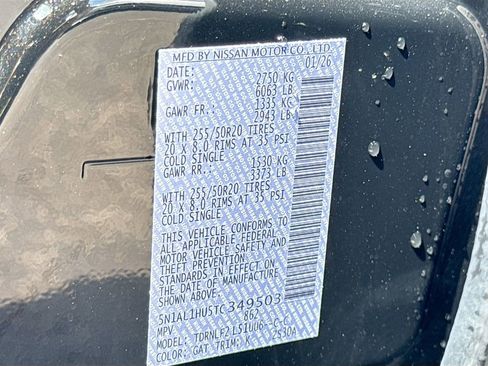 MFD BY NISSAN MOTOR CO., LTD.
DATE: 01/26
GVWR: 2750 KG
6063 LB
GAWR FR.: 1335 KG
2943 LB
WITH 255/50R20 TIRES
20 X 8.0 RIMS AT 35 PSI
COLD SINGLE
GAWR RR.: 1530 KG
3373 LB
WITH 255/50R20 TIRES
20 X 8.0 RIMS AT 35 PSI
COLD SINGLE
THIS VEHICLE CONFORMS TO
ALL APPLICABLE FEDERAL
MOTOR VEHICLE SAFETY AND
THEFT PREVENTION
STANDARDS IN EFFECT ON
THE DATE OF MANUFACTURE
SHOWN ABOVE
5N1AL1HU5TC349503
MPV 862
MODEL: TDRNLF2 L51UU6-C-C
COLOR: GAT TRIM: K 2S30A